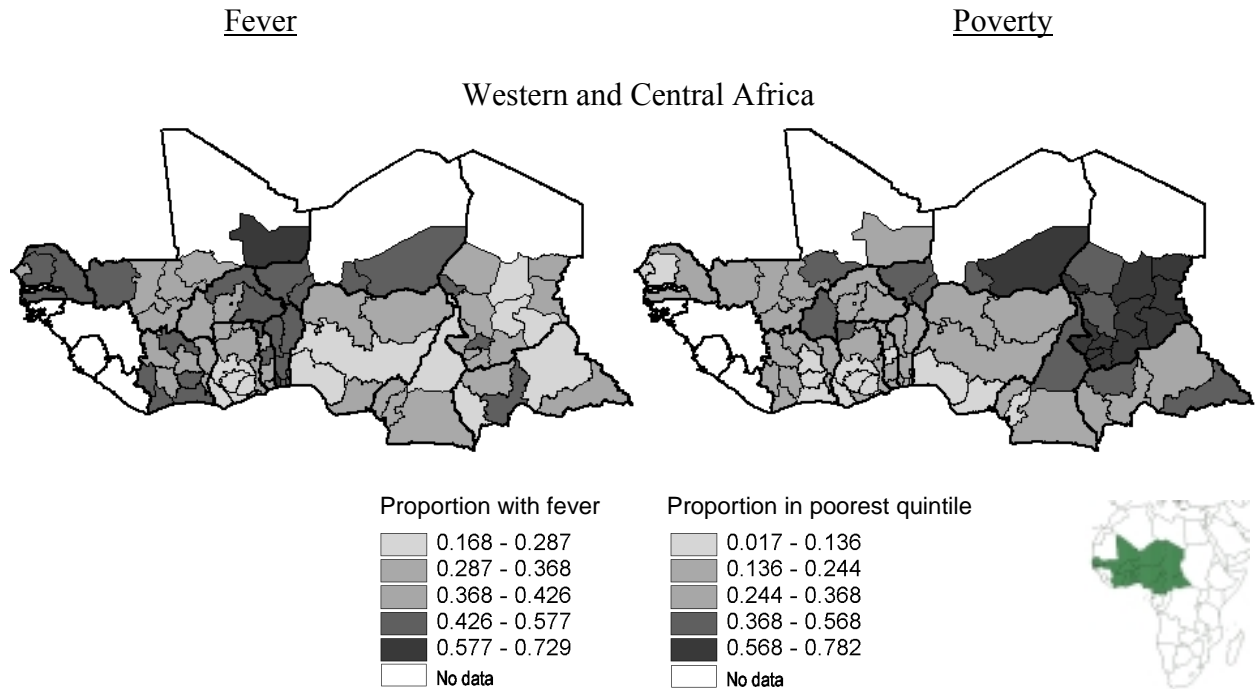 Fever
Poverty
Western and Central Africa
Proportion with fever
0.168 - 0.287
0.287 - 0.368
0.368 - 0.426
0.426 - 0.577
0.577 - 0.729
No data
Proportion in poorest quintile
0.017 - 0.136
0.136 - 0.244
0.244 - 0.368
0.368 - 0.568
0.568 - 0.782
No data